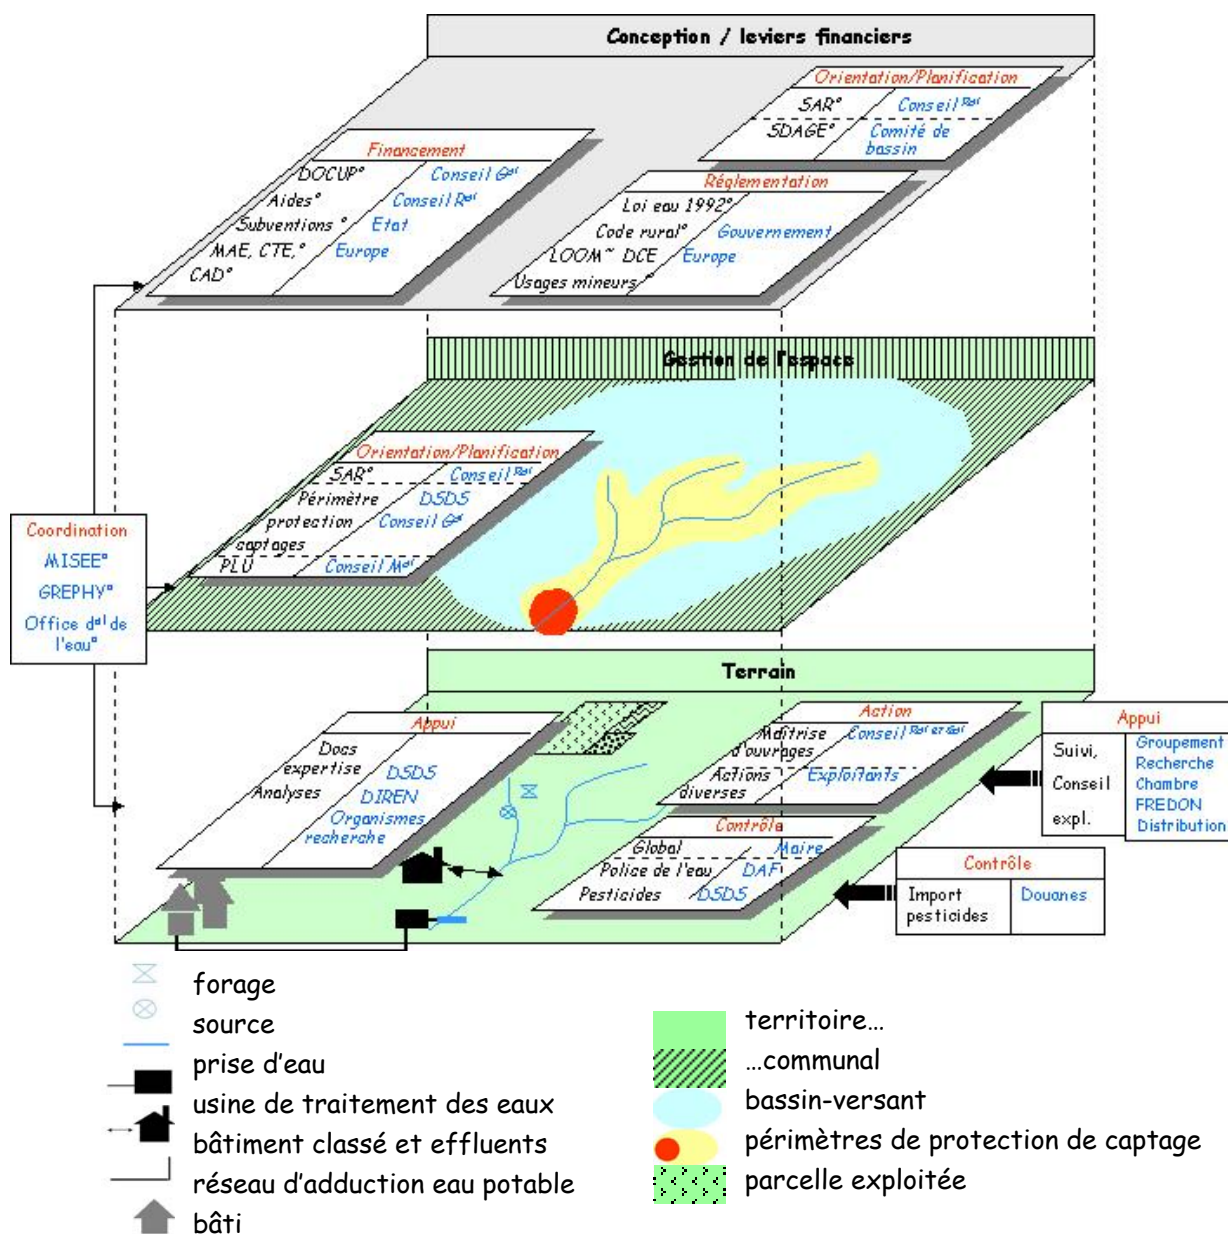 Conception / leviers financiers
Orientation/Planification
SAR° Conseil Ral
SDAGE° Comité de
bassin
Financement
DOCUP° Conseil Gal
Aides° Conseil Ral
Subventions ° Etat
MAE, CTE,° Europe
CAD°
Réglementation
Loi eau 1992°
Code rural° Gouvernement
LOOM~ DCE Europe
Usages mineurs °
Gestion de l'espace
Orientation/Planification
SAR° Conseil Ral
Périmètre DSDS
protection Conseil Gal
captages
PLU Conseil Mal
Coordination
MISEE°
GREPHY°
Office dal de
l'eau°
Terrain
Appui
Docs
expertise DSDS
Analyses DIREN
Organismes
recherche
Action
Maîtrise Conseil Ral et Gal
d'ouvrages
Actions Exploitants
diverses
Contrôle
Global Maire
Police de l'eau DAF
Pesticides DSDS
Appui
Suivi, Groupement
Recherche
Conseil Chambre
FREDON
expl. Distribution
Contrôle
Import Douanes
pesticides
forage
source
prise d'eau
usine de traitement des eaux
bâtiment classé et effluents
réseau d'adduction eau potable
bâti
territoire…
…communal
bassin-versant
périmètres de protection de captage
parcelle exploitée